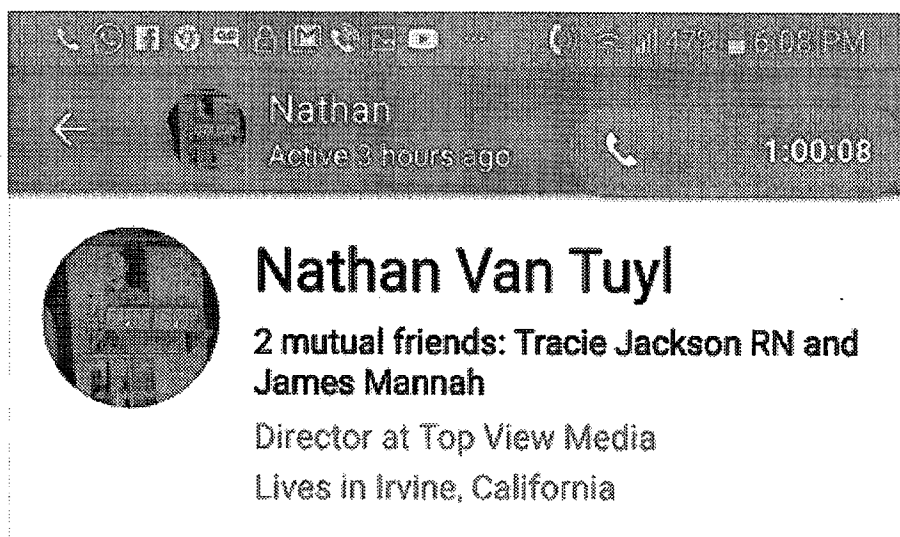 47% 6:08 PM
Nathan
Active 3 hours ago
1:00:08
Nathan Van Tuyl
2 mutual friends: Tracie Jackson RN and
James Mannah
Director at Top View Media
Lives in Irvine, California